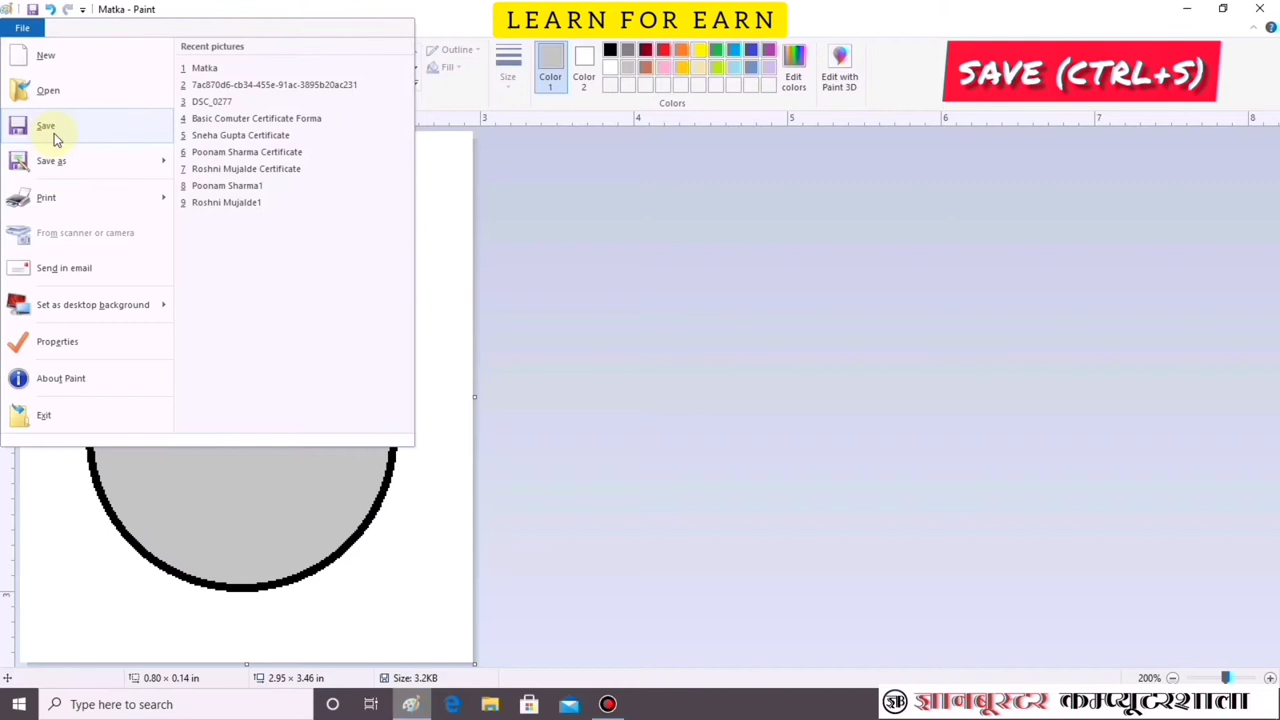 Matka - Paint
LEARN FOR EARN
File
New
Open
Save
Save as
Print
From scanner or camera
Send in email
Set as desktop background
Properties
About Paint
Exit
Recent pictures
1 Matka
2 7ac870d6-cb34-455e-91ac-3895b20ac231
3 DSC_0277
4 Basic Comuter Certificate Forma
5 Sneha Gupta Certificate
6 Poonam Sharma Certificate
7 Roshni Mujalde Certificate
8 Poonam Sharma1
9 Roshni Mujalde1
Outline
Fill
Size
Color 1
Color 2
Edit colors
Edit with Paint 3D
Colors
SAVE (CTRL+S)
3 4 5 6 7 8
3
0.80 x 0.14 in
2.95 x 3.46 in
Size: 3.2KB
200%
Type here to search
ज्ञानबूस्टर कम्प्यूटरशाला